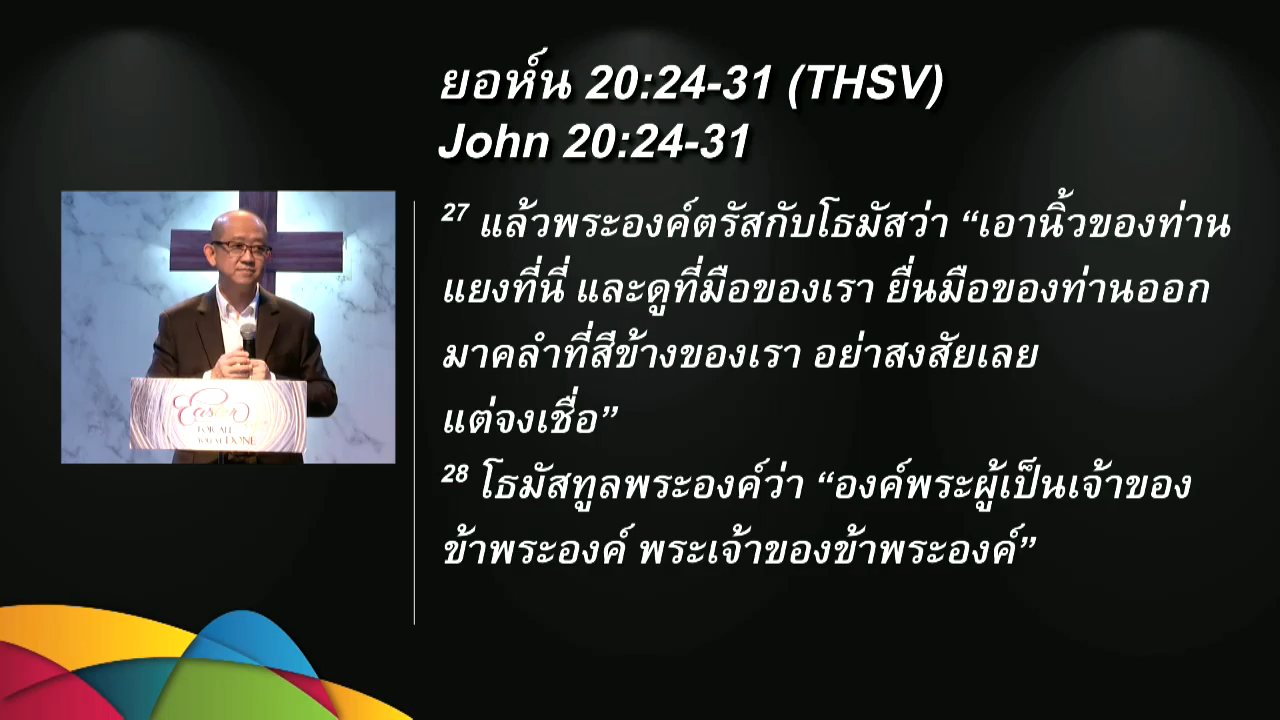 ยอห์น 20:24-31 (THSV)
John 20:24-31
27 แล้วพระองค์ตรัสกับโธมัสว่า “เอานิ้วของท่าน
แยงที่นี่ และดูที่มือของเรา ยื่นมือของท่านออก
มาคลำที่สีข้างของเรา อย่าสงสัยเลย
แต่จงเชื่อ”
28 โธมัสทูลพระองค์ว่า “องค์พระผู้เป็นเจ้าของ
ข้าพระองค์ พระเจ้าของข้าพระองค์”
Easter
FOR ALL
DONE